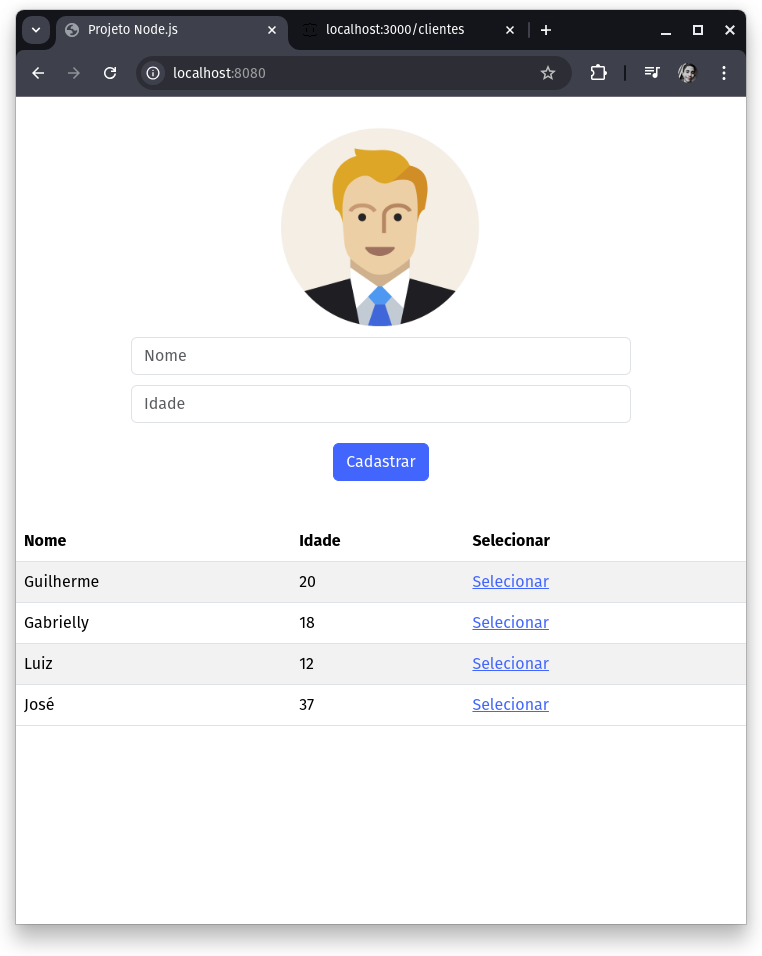 Projeto Node.js
localhost:3000/clientes
localhost:8080
Nome
Idade
Cadastrar
Nome Idade Selecionar
Guilherme 20 Selecionar
Gabrielly 18 Selecionar
Luiz 12 Selecionar
José 37 Selecionar